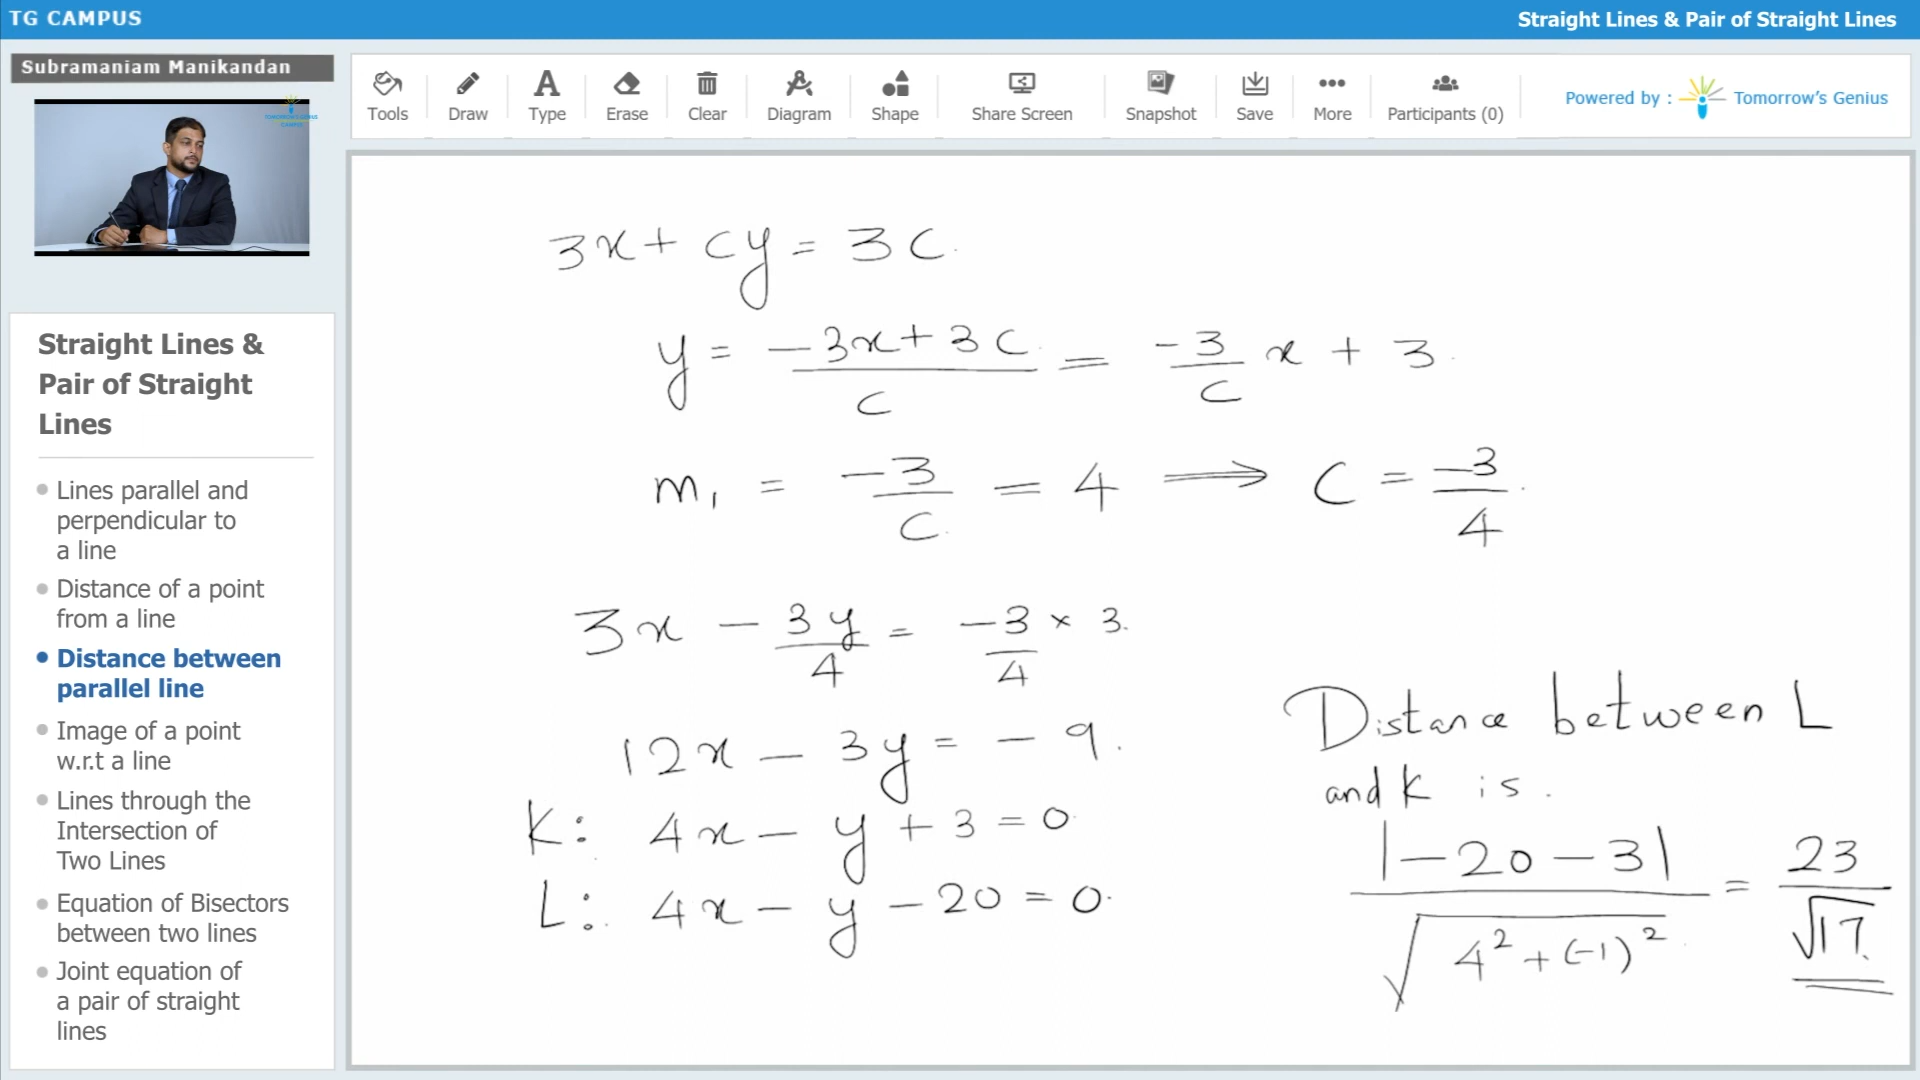 TG CAMPUS
Straight Lines & Pair of Straight Lines
Subramaniam Manikandan
TOMORROW'S GENIUS
CAMPUS
Tools
Draw
Type
Erase
Clear
Diagram
Shape
Share Screen
Snapshot
Save
More
Participants (0)
Powered by :
Tomorrow's Genius
Straight Lines &
Pair of Straight
Lines
Lines parallel and
perpendicular to
a line
Distance of a point
from a line
Distance between
parallel line
Image of a point
w.r.t a line
Lines through the
Intersection of
Two Lines
Equation of Bisectors
between two lines
Joint equation of
a pair of straight
lines
3x + cy = 3c.
y = (-3x + 3c)/c = -3/c x + 3.
m₁ = -3/c = 4 ⟹ c = -3/4.
3x - 3y/4 = -3/4 × 3.
12x - 3y = -9.
K: 4x - y + 3 = 0
L: 4x - y - 20 = 0.
Distance between L
and K is.
|-20 - 3| / √(4² + (-1)²) = 23/√17.